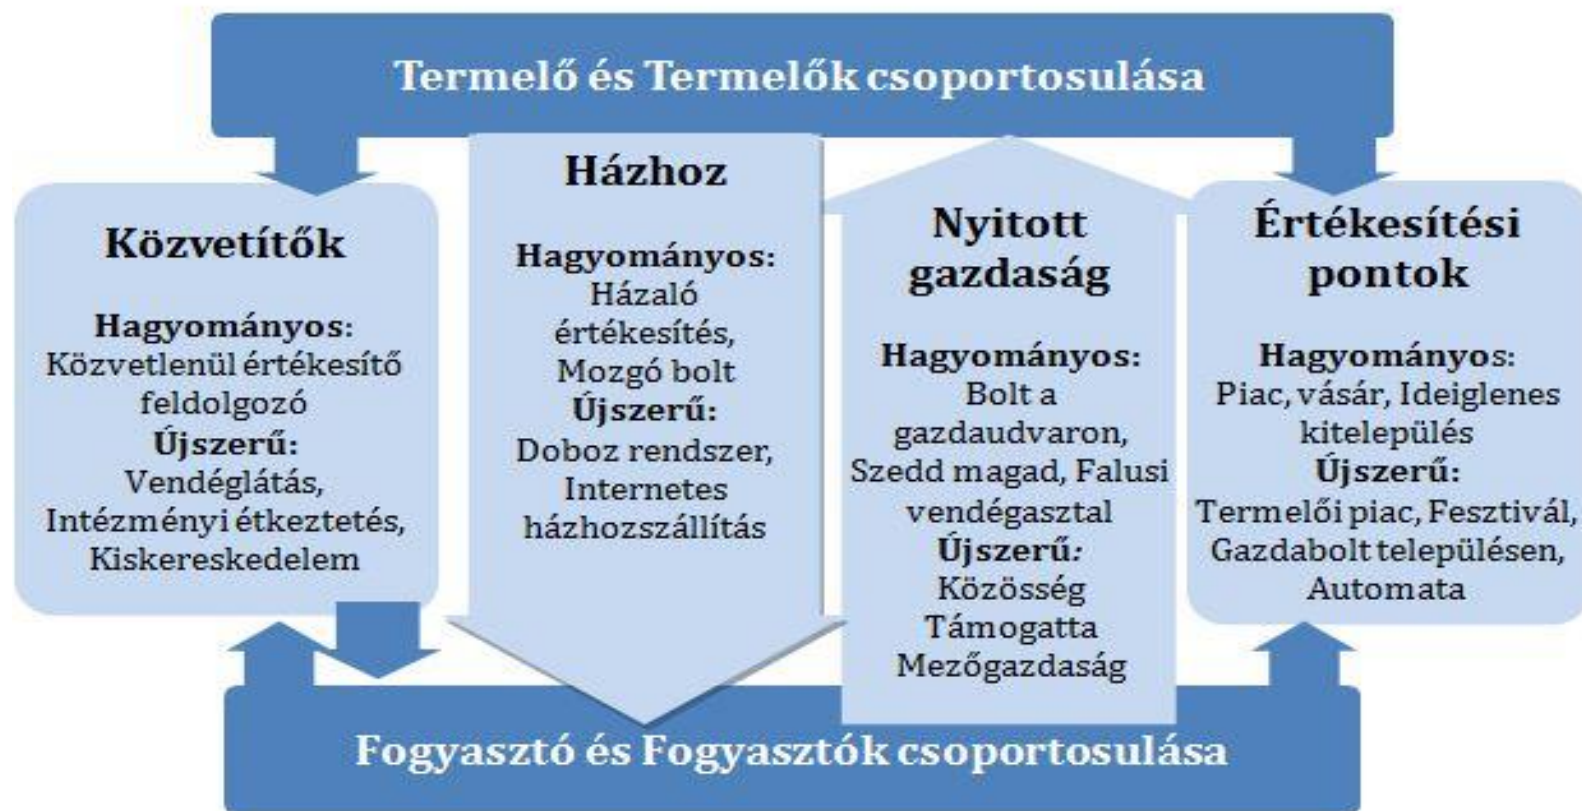 Termelő és Termelők csoportosulása
Közvetítők
Hagyományos:
Közvetlenül értékesítő
feldolgozó
Újszerű:
Vendéglátás,
Intézményi étkeztetés,
Kiskereskedelem
Házhoz
Hagyományos:
Házaló
értékesítés,
Mozgó bolt
Újszerű:
Doboz rendszer,
Internetes
házhozszállítás
Nyitott
gazdaság
Hagyományos:
Bolt a
gazdaudvaron,
Szedd magad, Falusi
vendégasztal
Újszerű:
Közösség
Támogatta
Mezőgazdaság
Értékesítési
pontok
Hagyományos:
Piac, vásár, Ideiglenes
kitelepülés
Újszerű:
Termelői piac, Fesztivál,
Gazdabolt településen,
Automata
Fogyasztó és Fogyasztók csoportosulása